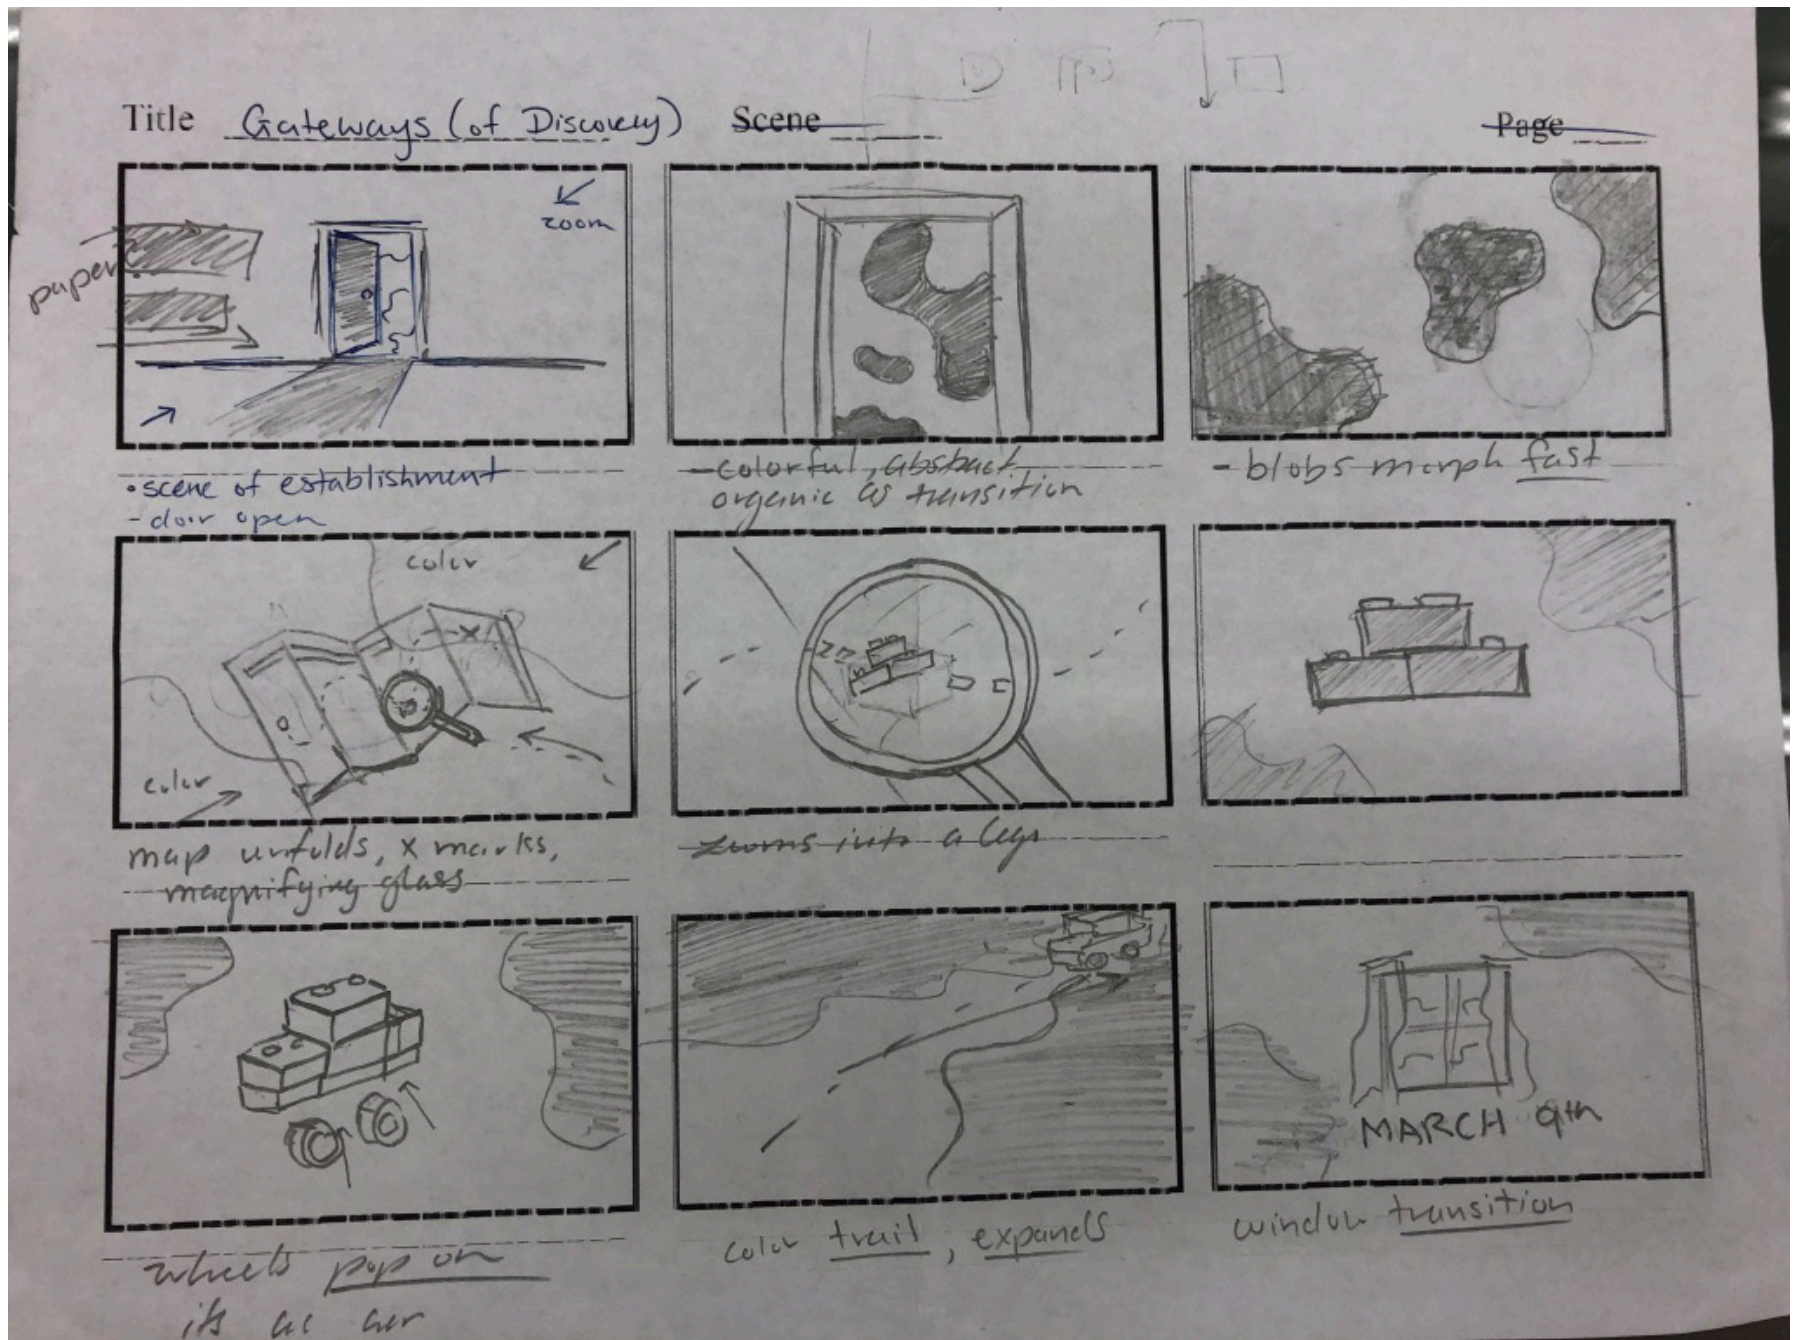 Title Gateways (of Discovery) Scene Page
zoom
paper?
• scene of establishment
- door open
- colorful, abstract
organic as transition
- blobs morph fast
color
color
x
map unfolds, x marks,
magnifying glass
zooms into a lego
wheels pop on
color trail, expands
MARCH 9th
window transition